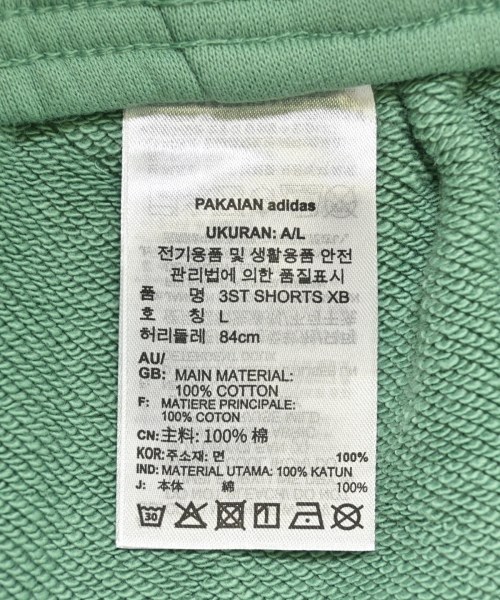 PAKAIAN adidas
UKURAN: A/L
전기용품 및 생활용품 안전
관리법에 의한 품질표시
품 명 3ST SHORTS XB
호 칭 L
허리둘레 84cm
AU/
GB: MAIN MATERIAL:
100% COTTON
F: MATIERE PRINCIPALE:
100% COTON
CN: 主料: 100% 棉
KOR: 주소재: 면 100%
IND: MATERIAL UTAMA: 100% KATUN
J: 本体 綿 100%
30